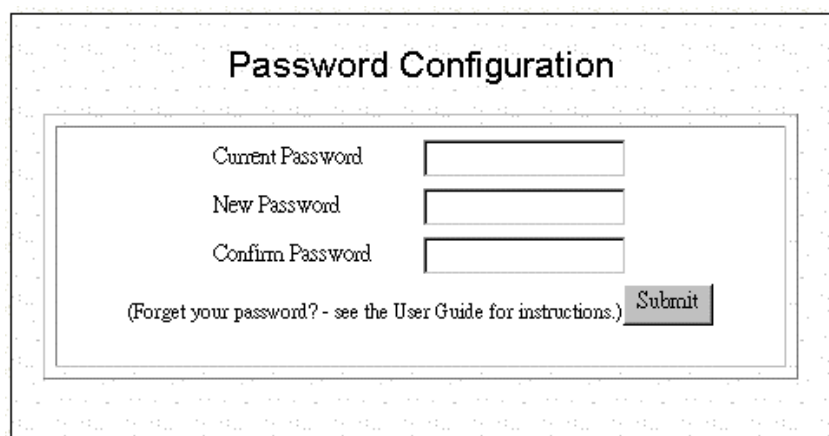 Password Configuration
Current Password
New Password
Confirm Password
(Forget your password? - see the User Guide for instructions.) Submit